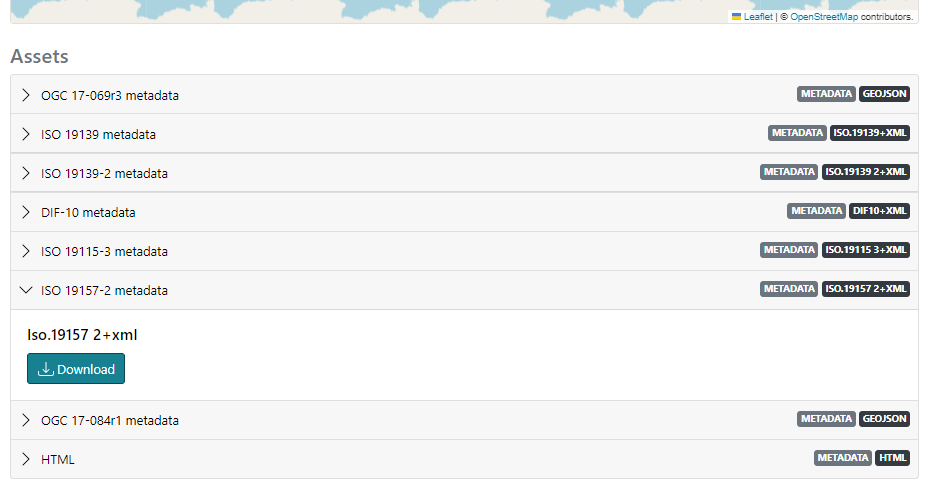 Leaflet | © OpenStreetMap contributors.
Assets
OGC 17-069r3 metadata METADATA GEOJSON
ISO 19139 metadata METADATA ISO.19139+XML
ISO 19139-2 metadata METADATA ISO.19139 2+XML
DIF-10 metadata METADATA DIF10+XML
ISO 19115-3 metadata METADATA ISO.19115 3+XML
ISO 19157-2 metadata METADATA ISO.19157 2+XML
Iso.19157 2+xml
Download
OGC 17-084r1 metadata METADATA GEOJSON
HTML METADATA HTML